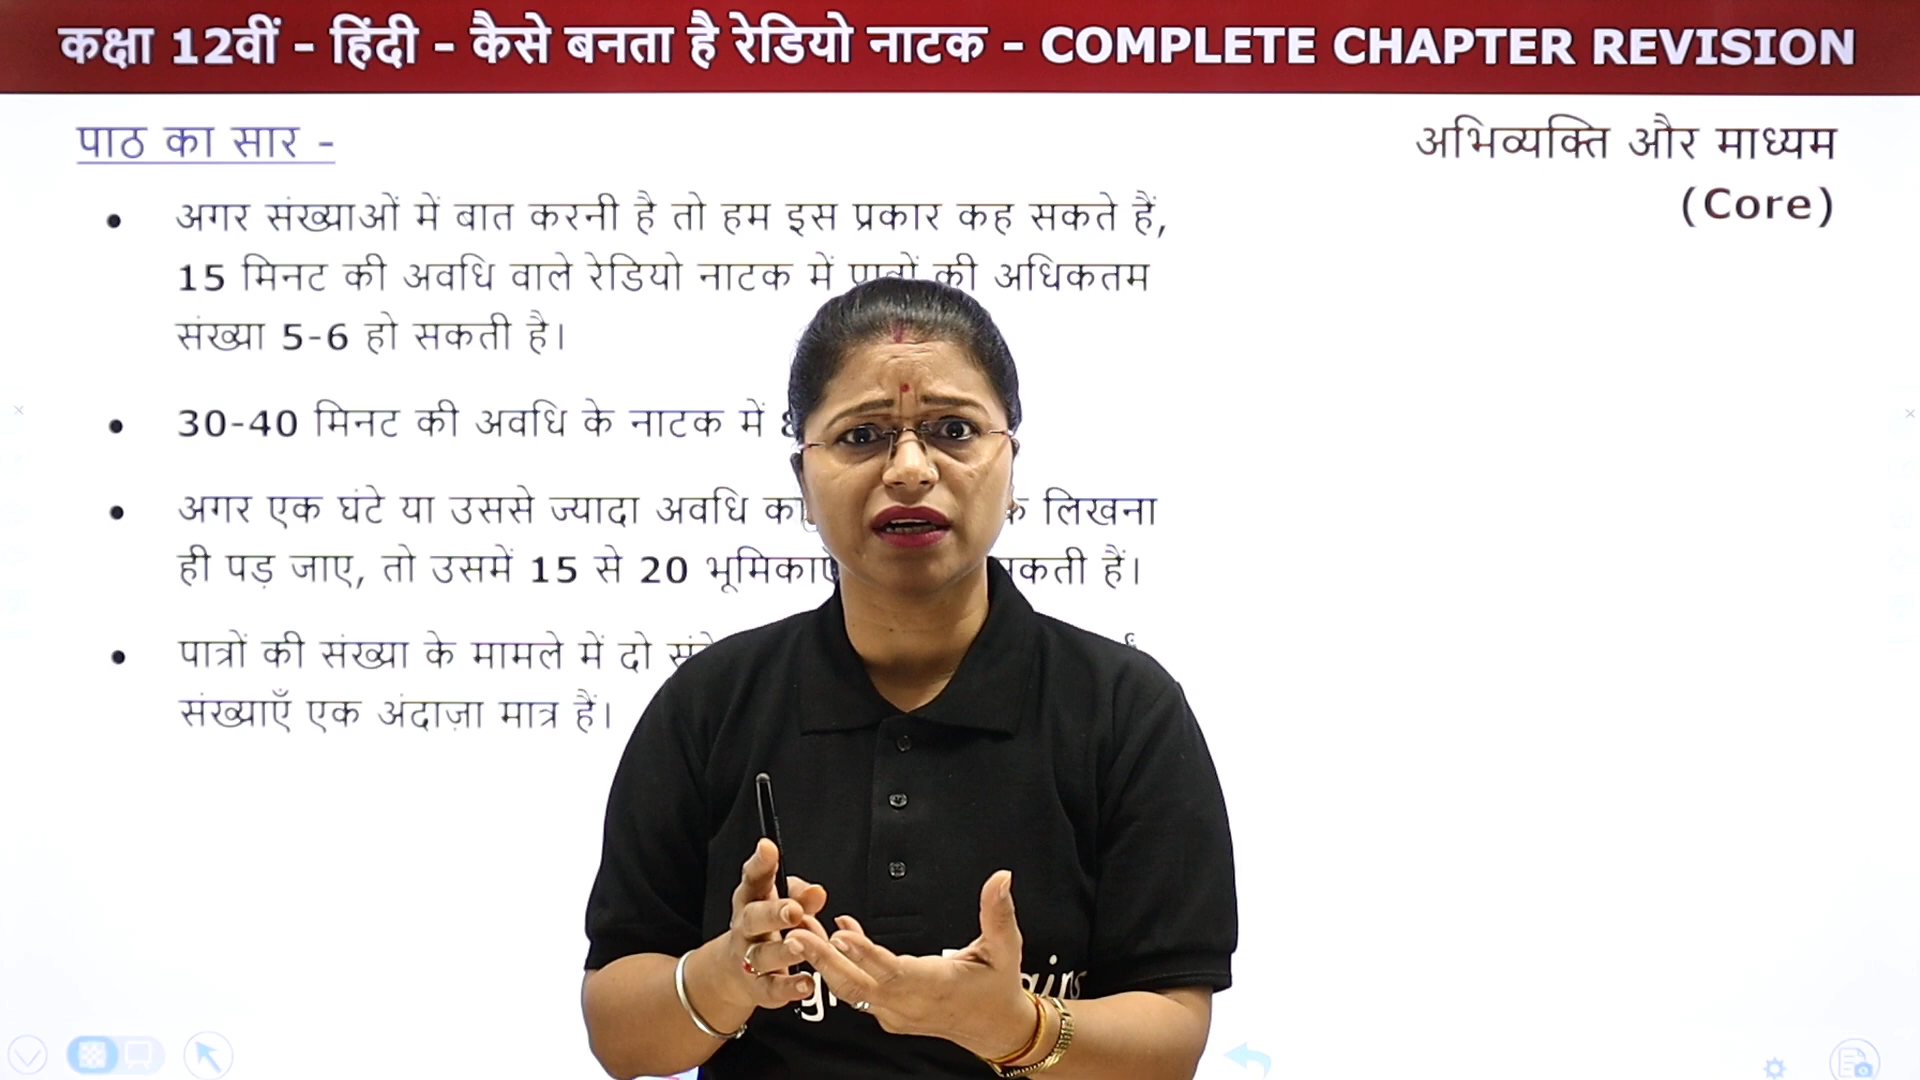 कक्षा 12वीं - हिंदी - कैसे बनता है रेडियो नाटक - COMPLETE CHAPTER REVISION
पाठ का सार -
अभिव्यक्ति और माध्यम
(Core)
• अगर संख्याओं में बात करनी है तो हम इस प्रकार कह सकते हैं,
15 मिनट की अवधि वाले रेडियो नाटक में पात्रों की अधिकतम
संख्या 5-6 हो सकती है।
• 30-40 मिनट की अवधि के नाटक में
• अगर एक घंटे या उससे ज्यादा अवधि का लिखना
ही पड़ जाए, तो उसमें 15 से 20 भूमिकाएँ सकती हैं।
• पात्रों की संख्या के मामले में दो
संख्याएँ एक अंदाज़ा मात्र हैं।